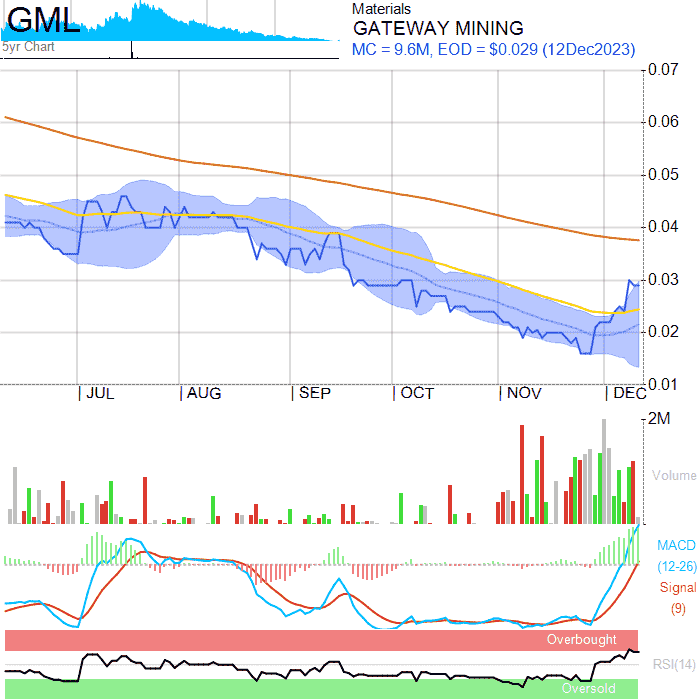 GML
5yr Chart
Materials
GATEWAY MINING
MC = 9.6M, EOD = $0.029 (12Dec2023)
0.07
0.06
0.05
0.04
0.03
0.02
0.01
| JUL | AUG | SEP | OCT | NOV | DEC
2M
Volume
MACD
(12-26)
Signal
(9)
Overbought
RSI(14)
Oversold